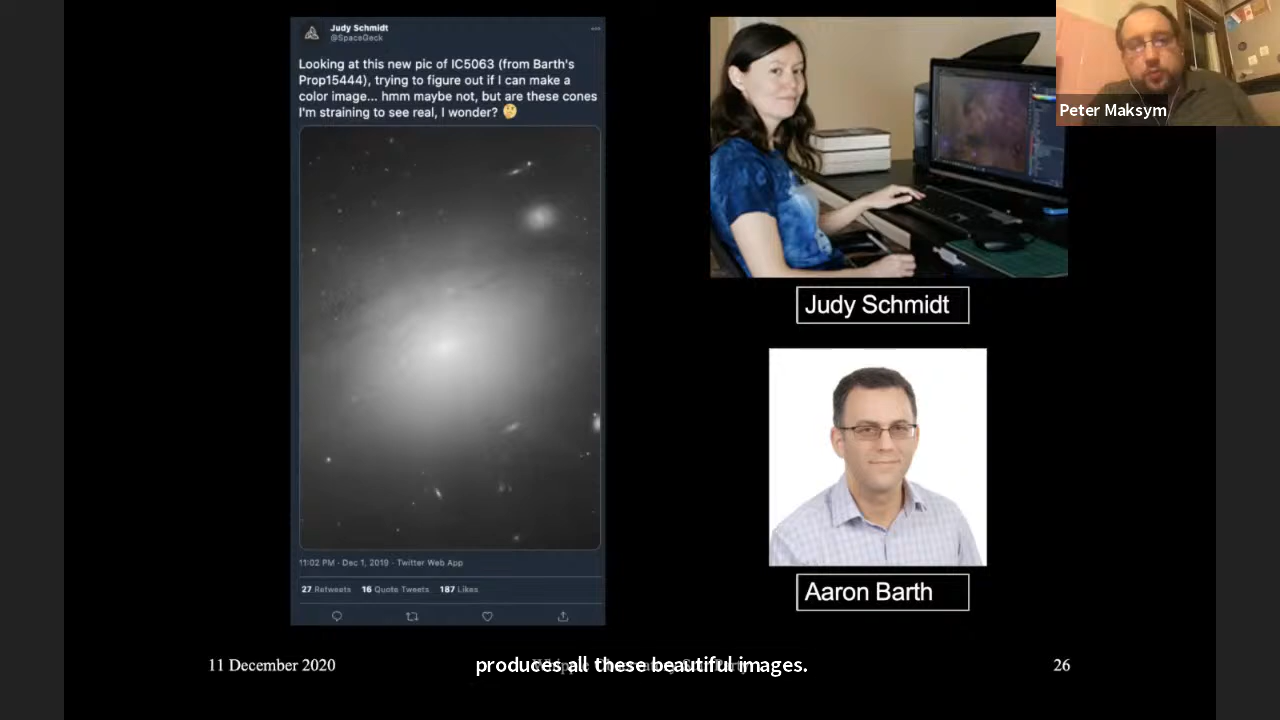 Judy Schmidt
@SpaceGeck
Looking at this new pic of IC5063 (from Barth's
Prop15444), trying to figure out if I can make a
color image... hmm maybe not, but are these cones
I'm straining to see real, I wonder? 🤔
11:02 PM · Dec 1, 2019 · Twitter Web App
27 Retweets 16 Quote Tweets 187 Likes
Peter Maksym
Judy Schmidt
Aaron Barth
11 December 2020
produces all these beautiful images.
26